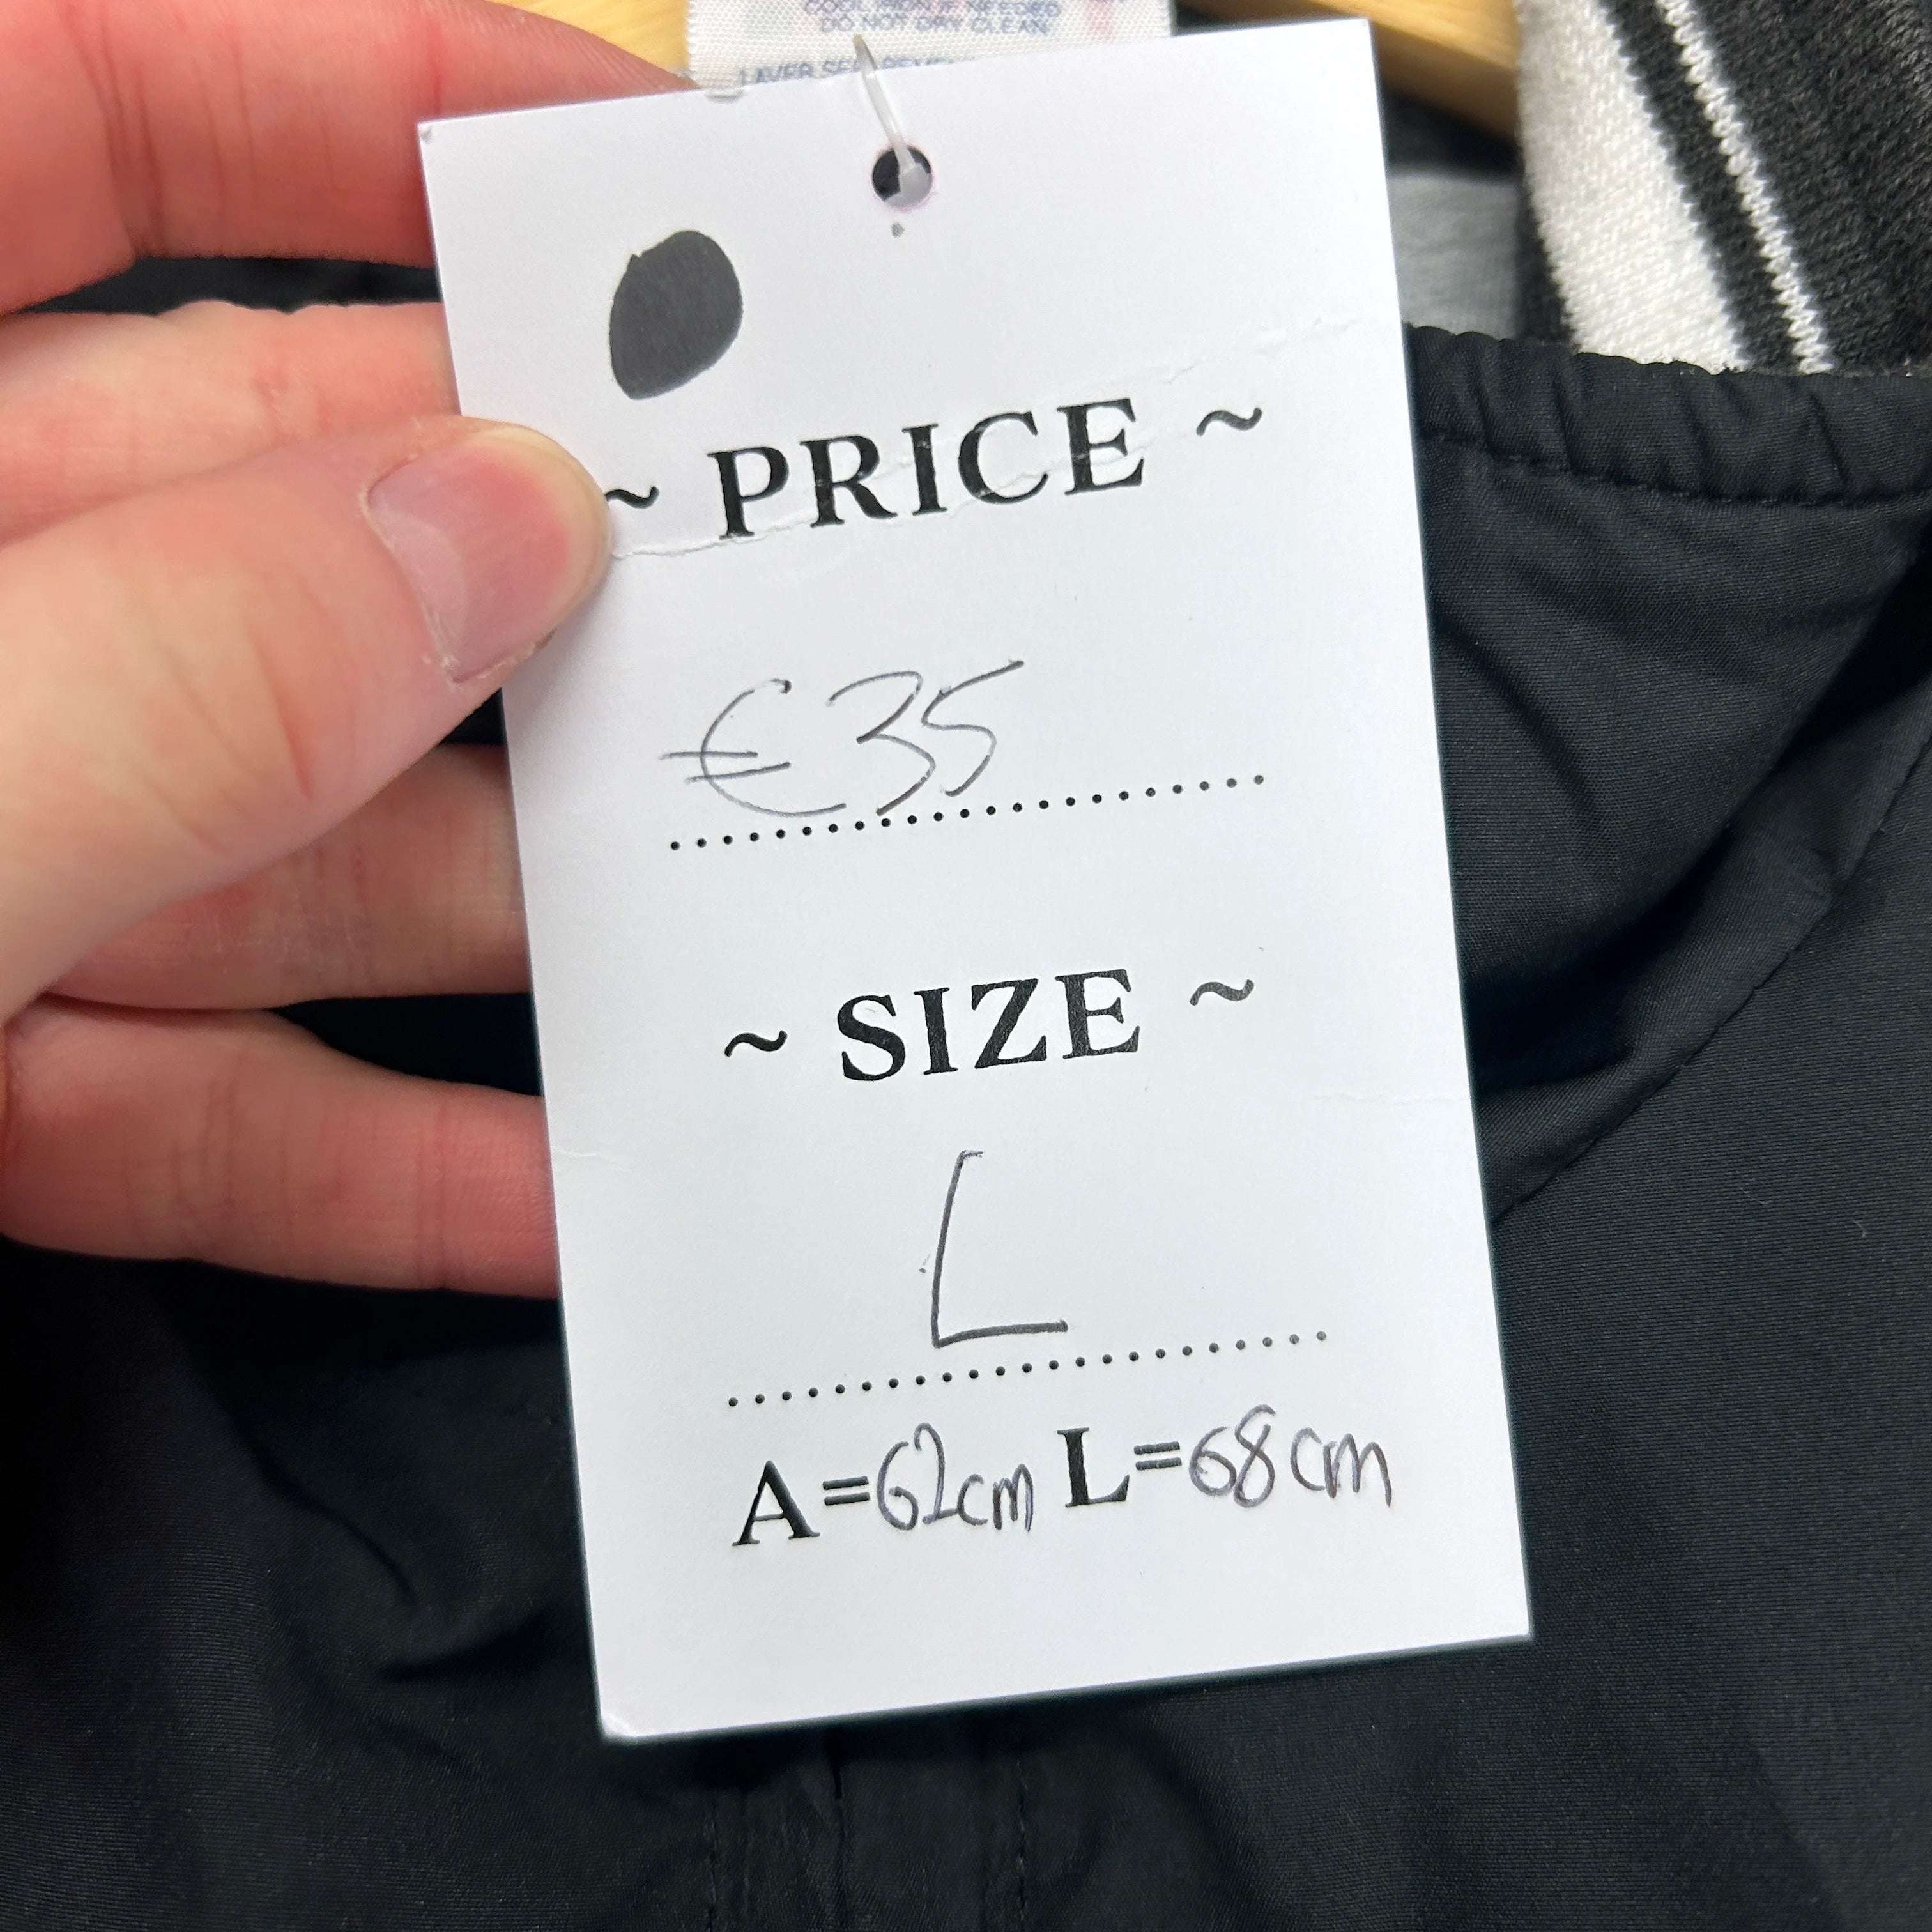 COOL IRON IF NEEDED
DO NOT DRY CLEAN
~ PRICE ~
€35
~ SIZE ~
L
A=62cm L=68cm